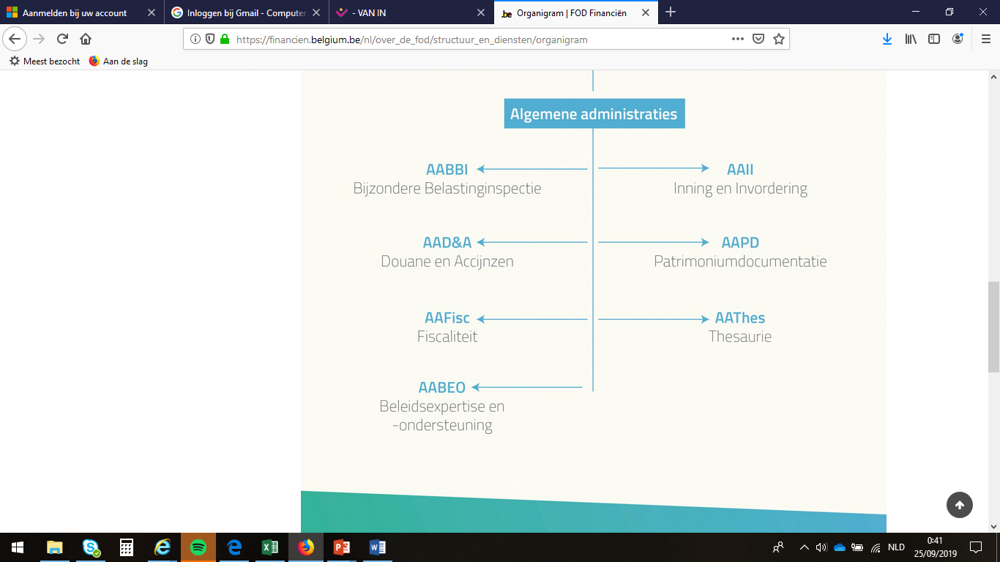 Aanmelden bij uw account
Inloggen bij Gmail - Computer
- VAN IN
.be Organigram | FOD Financiën
https://financien.belgium.be/nl/over_de_fod/structuur_en_diensten/organigram
Meest bezocht
Aan de slag
Algemene administraties
AABBI
Bijzondere Belastinginspectie
AAII
Inning en Invordering
AAD&A
Douane en Accijnzen
AAPD
Patrimoniumdocumentatie
AAFisc
Fiscaliteit
AAThes
Thesaurie
AABEO
Beleidsexpertise en
-ondersteuning
NLD
0:41
25/09/2019